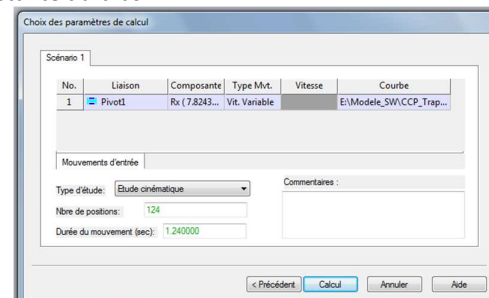 Choix des paramètres de calcul
Scénario 1
No. Liaison Composante Type Mvt. Vitesse Courbe
1 Pivot1 Rx ( 7.8243... Vit. Variable E:\Modele_SW\CCP_Trap...
Mouvements d'entrée
Type d'étude: Etude cinématique
Commentaires :
Nbre de positions: 124
Durée du mouvement (sec): 1.240000
< Précédent Calcul Annuler Aide